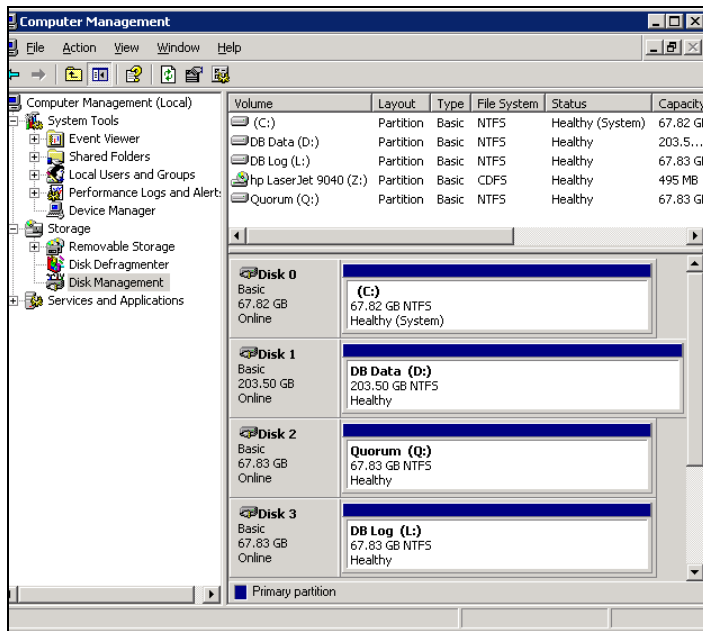 Computer Management
File Action View Window Help
Computer Management (Local)
System Tools
Event Viewer
Shared Folders
Local Users and Groups
Performance Logs and Alert
Device Manager
Storage
Removable Storage
Disk Defragmenter
Disk Management
Services and Applications
Volume Layout Type File System Status Capacity
(C:) Partition Basic NTFS Healthy (System) 67.82 G
DB Data (D:) Partition Basic NTFS Healthy 203.5...
DB Log (L:) Partition Basic NTFS Healthy 67.83 G
hp LaserJet 9040 (Z:) Partition Basic CDFS Healthy 495 MB
Quorum (Q:) Partition Basic NTFS Healthy 67.83 G
Disk 0
Basic
67.82 GB
Online
(C:)
67.82 GB NTFS
Healthy (System)
Disk 1
Basic
203.50 GB
Online
DB Data (D:)
203.50 GB NTFS
Healthy
Disk 2
Basic
67.83 GB
Online
Quorum (Q:)
67.83 GB NTFS
Healthy
Disk 3
Basic
67.83 GB
Online
DB Log (L:)
67.83 GB NTFS
Healthy
Primary partition